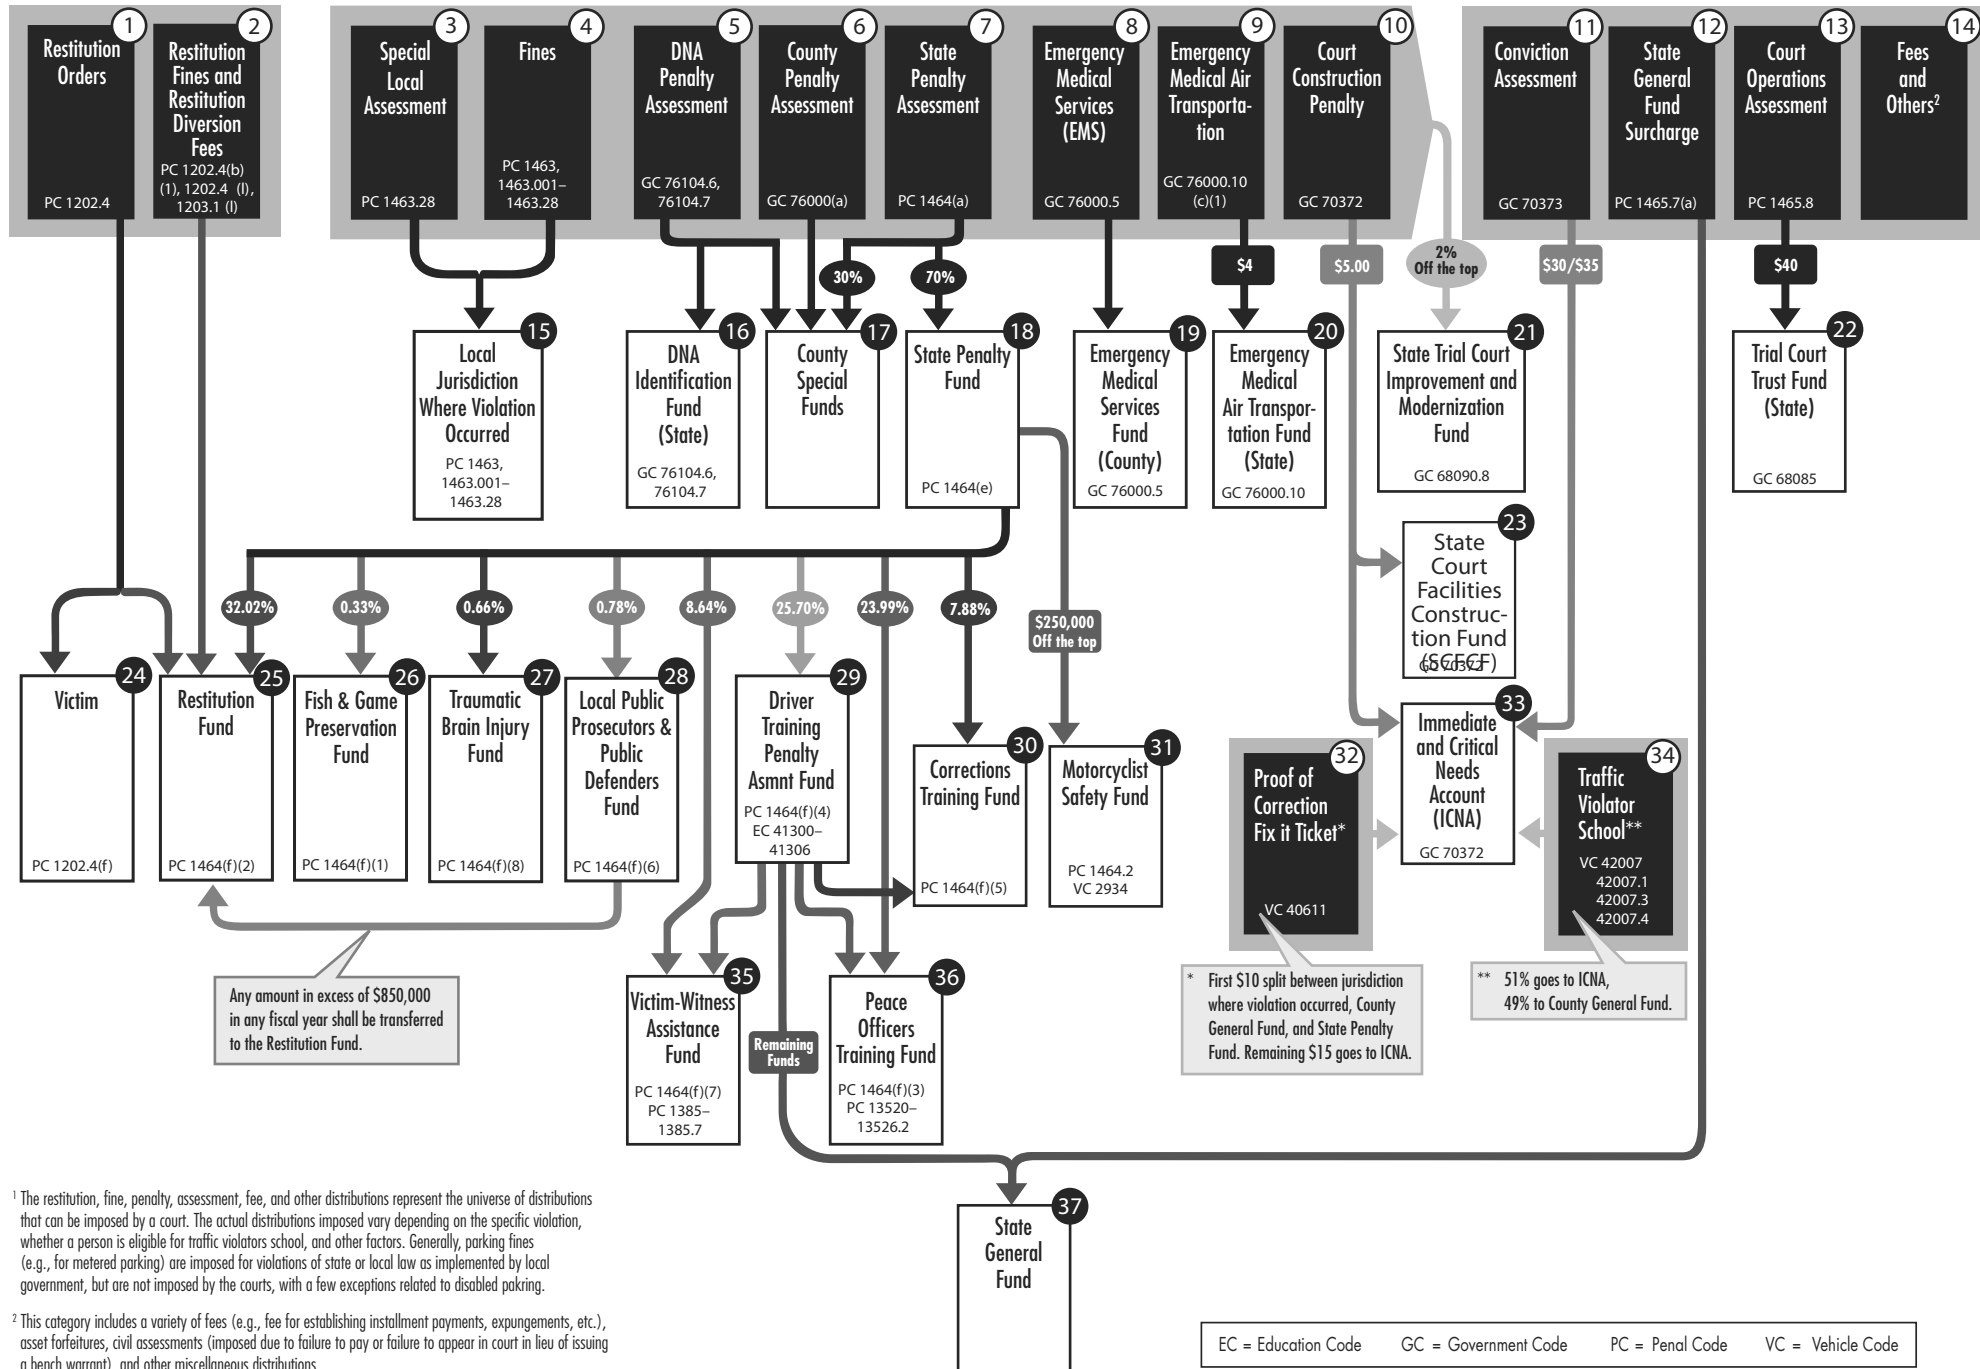 1
Restitution
Orders
PC 1202.4
2
Restitution
Fines and
Restitution
Diversion
Fees
PC 1202.4(b)
(1), 1202.4 (l),
1203.1 (l)
3
Special
Local
Assessment
PC 1463.28
4
Fines
PC 1463,
1463.001–
1463.28
5
DNA
Penalty
Assessment
GC 76104.6,
76104.7
6
County
Penalty
Assessment
GC 76000(a)
7
State
Penalty
Assessment
PC 1464(a)
8
Emergency
Medical
Services
(EMS)
GC 76000.5
9
Emergency
Medical Air
Transporta-
tion
GC 76000.10
(c)(1)
10
Court
Construction
Penalty
GC 70372
11
Conviction
Assessment
GC 70373
12
State
General
Fund
Surcharge
PC 1465.7(a)
13
Court
Operations
Assessment
PC 1465.8
14
Fees
and
Others2
30%
70%
$4
$5.00
2%
Off the top
$30/$35
$40
15
Local
Jurisdiction
Where Violation
Occurred
PC 1463,
1463.001–
1463.28
16
DNA
Identification
Fund
(State)
GC 76104.6,
76104.7
17
County
Special
Funds
18
State Penalty
Fund
PC 1464(e)
19
Emergency
Medical
Services
Fund
(County)
GC 76000.5
20
Emergency
Medical
Air Transpor-
tation Fund
(State)
GC 76000.10
21
State Trial Court
Improvement and
Modernization
Fund
GC 68090.8
22
Trial Court
Trust Fund
(State)
GC 68085
23
State
Court
Facilities
Construc-
tion Fund
(SCFCF)
GC 70372
32.02%
0.33%
0.66%
0.78%
8.64%
25.70%
23.99%
7.88%
$250,000
Off the top
24
Victim
PC 1202.4(f)
25
Restitution
Fund
PC 1464(f)(2)
26
Fish & Game
Preservation
Fund
PC 1464(f)(1)
27
Traumatic
Brain Injury
Fund
PC 1464(f)(8)
28
Local Public
Prosecutors &
Public
Defenders
Fund
PC 1464(f)(6)
29
Driver
Training
Penalty
Asmnt Fund
PC 1464(f)(4)
EC 41300–
41306
30
Corrections
Training Fund
PC 1464(f)(5)
31
Motorcyclist
Safety Fund
PC 1464.2
VC 2934
32
Proof of
Correction
Fix it Ticket*
VC 40611
33
Immediate
and Critical
Needs
Account
(ICNA)
GC 70372
34
Traffic
Violator
School**
VC 42007
42007.1
42007.3
42007.4
Any amount in excess of $850,000
in any fiscal year shall be transferred
to the Restitution Fund.
* First $10 split between jurisdiction
where violation occurred, County
General Fund, and State Penalty
Fund. Remaining $15 goes to ICNA.
** 51% goes to ICNA,
49% to County General Fund.
35
Victim-Witness
Assistance
Fund
PC 1464(f)(7)
PC 1385–
1385.7
Remaining
Funds
36
Peace
Officers
Training Fund
PC 1464(f)(3)
PC 13520–
13526.2
37
State
General
Fund
1 The restitution, fine, penalty, assessment, fee, and other distributions represent the universe of distributions
that can be imposed by a court. The actual distributions imposed vary depending on the specific violation,
whether a person is eligible for traffic violators school, and other factors. Generally, parking fines
(e.g., for metered parking) are imposed for violations of state or local law as implemented by local
government, but are not imposed by the courts, with a few exceptions related to disabled pakring.
2 This category includes a variety of fees (e.g., fee for establishing installment payments, expungements, etc.),
asset forfeitures, civil assessments (imposed due to failure to pay or failure to appear in court in lieu of issuing
a bench warrant), and other miscellaneous distributions
EC = Education Code GC = Government Code PC = Penal Code VC = Vehicle Code